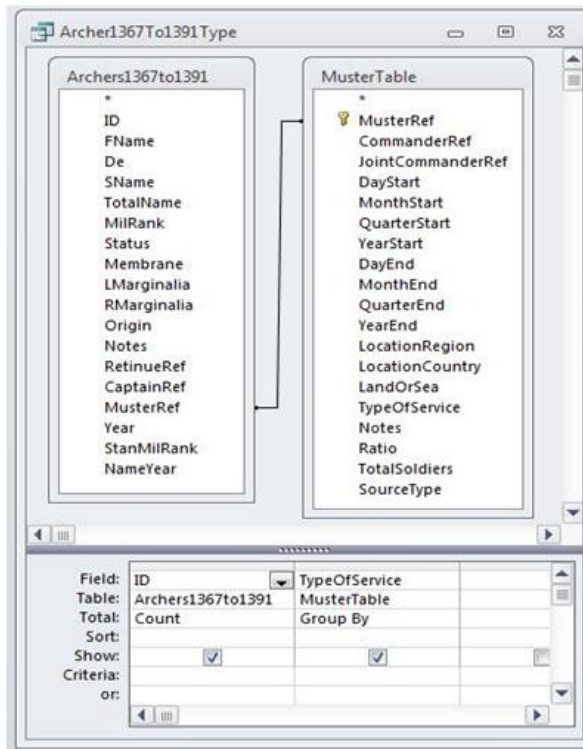 Archer1367To1391Type
Archers1367to1391
*
ID
FName
De
SName
TotalName
MilRank
Status
Membrane
LMarginalia
RMarginalia
Origin
Notes
RetinueRef
CaptainRef
MusterRef
Year
StanMilRank
NameYear
MusterTable
*
MusterRef
CommanderRef
JointCommanderRef
DayStart
MonthStart
QuarterStart
YearStart
DayEnd
MonthEnd
QuarterEnd
YearEnd
LocationRegion
LocationCountry
LandOrSea
TypeOfService
Notes
Ratio
TotalSoldiers
SourceType
Field: ID TypeOfService
Table: Archers1367to1391 MusterTable
Total: Count Group By
Sort:
Show:
Criteria:
or: